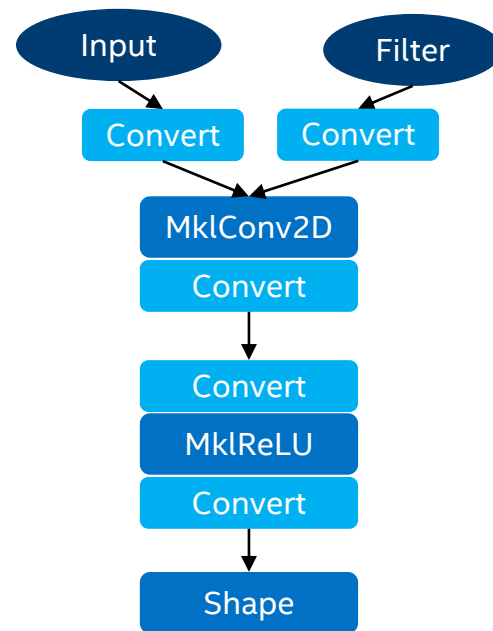 Input
Filter
Convert
Convert
MklConv2D
Convert
Convert
MklReLU
Convert
Shape